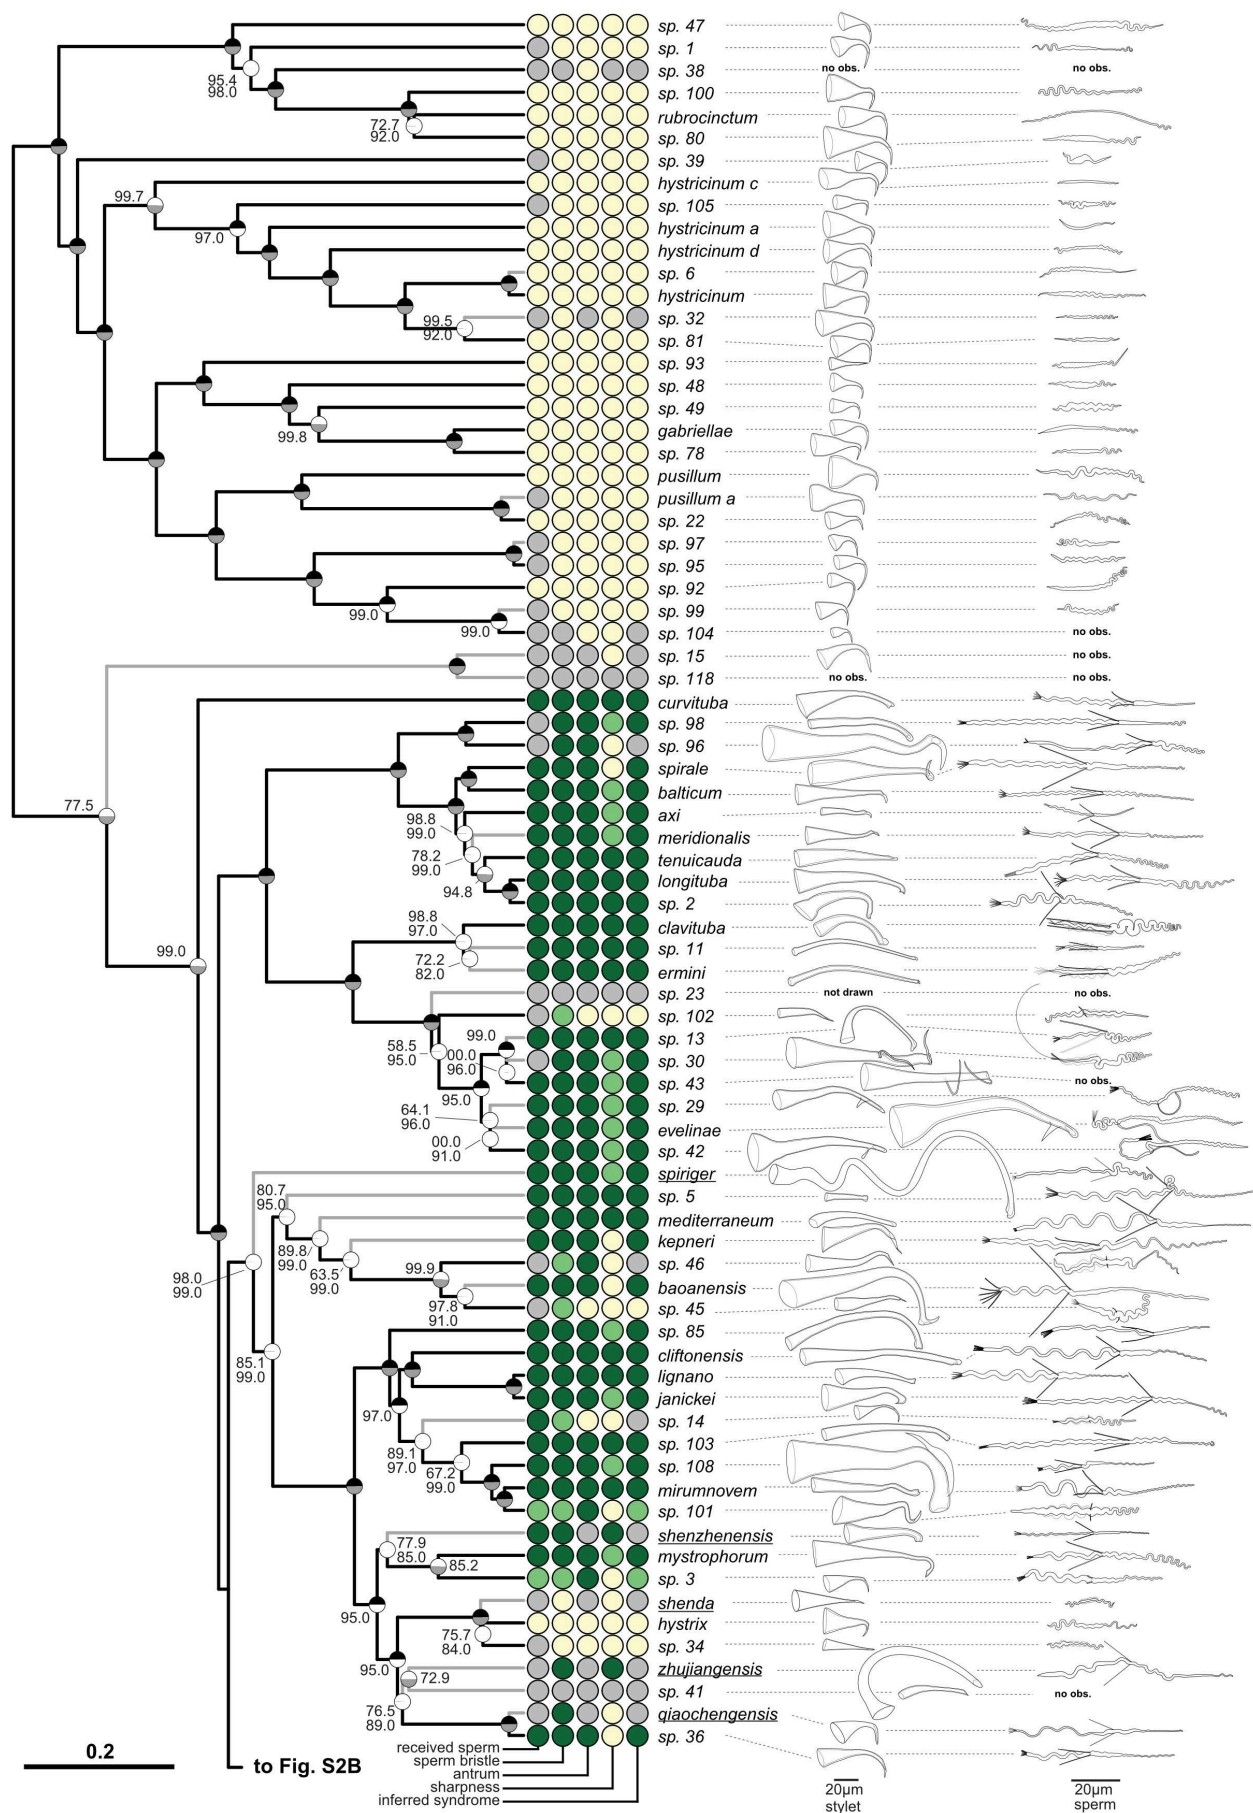 sp. 47
sp. 1
95.4
98.0
sp. 38 no obs. no obs.
sp. 100
rubrocinctum
72.7
92.0
sp. 80
sp. 39
hystricinum c
99.7
sp. 105
hystricinum a
97.0
hystricinum d
sp. 6
hystricinum
99.5
92.0
sp. 32
sp. 81
sp. 93
sp. 48
sp. 49
99.8
gabriellae
sp. 78
pusillum
pusillum a
sp. 22
sp. 97
sp. 95
sp. 92
99.0
sp. 99
99.0
sp. 104 no obs.
sp. 15 no obs.
sp. 118 no obs. no obs.
curvituba
sp. 98
sp. 96
spirale
balticum
77.5
axi
98.8
99.0
meridionalis
78.2
99.0
tenuicauda
longituba
94.8
sp. 2
98.8
97.0
clavituba
sp. 11
99.0
72.2
82.0
ermini
sp. 23 not drawn no obs.
sp. 102
58.5
95.0
99.0
sp. 13
00.0
96.0
sp. 30
sp. 43 no obs.
95.0
sp. 29
64.1
96.0
evelinae
00.0
91.0
sp. 42
spiriger
80.7
95.0
sp. 5
mediterraneum
89.8
99.0
kepneri
63.5
99.0
99.9
sp. 46
98.0
99.0
baoanensis
97.8
91.0
sp. 45
sp. 85
85.1
99.0
cliftonensis
lignano
janickei
97.0
sp. 14
89.1
97.0
sp. 103
67.2
99.0
sp. 108
mirumnovem
sp. 101
shenzhenensis
77.9
85.0
mystrophorum
85.2
sp. 3
shenda
95.0
hystrix
75.7
84.0
sp. 34
95.0
zhujiangensis
72.9
sp. 41 no obs.
76.5
89.0
qiaochengensis
sp. 36
0.2
to Fig. S2B
received sperm
sperm bristle
antrum
sharpness
inferred syndrome
20µm
stylet
20µm
sperm